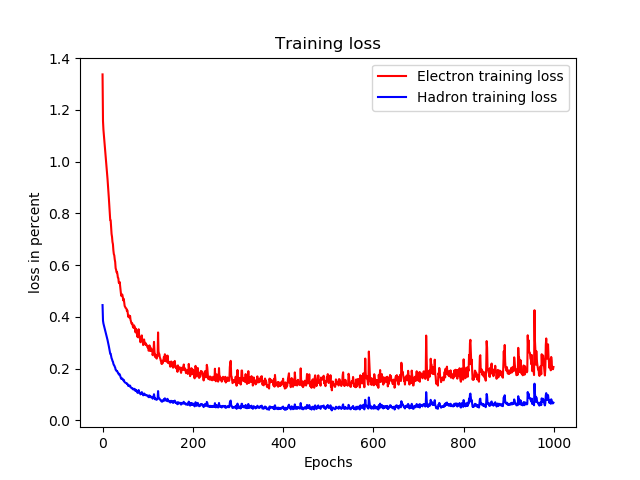 Training loss
Electron training loss
Hadron training loss
loss in percent
1.4
1.2
1.0
0.8
0.6
0.4
0.2
0.0
0 200 400 600 800 1000
Epochs